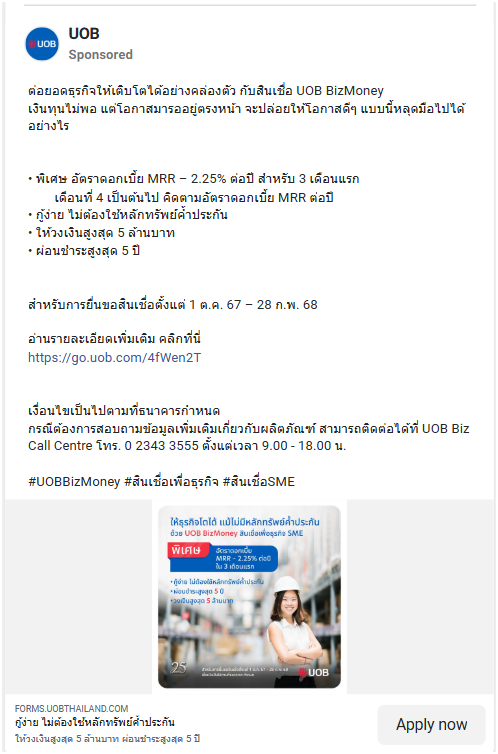 UOB
UOB
Sponsored
ต่อยอดธุรกิจให้เติบโตได้อย่างคล่องตัว กับสินเชื่อ UOB BizMoney
เงินทุนไม่พอ แต่โอกาสมารออยู่ตรงหน้า จะปล่อยให้โอกาสดีๆ แบบนี้หลุดมือไปได้
อย่างไร
• พิเศษ อัตราดอกเบี้ย MRR – 2.25% ต่อปี สำหรับ 3 เดือนแรก
เดือนที่ 4 เป็นต้นไป คิดตามอัตราดอกเบี้ย MRR ต่อปี
• กู้ง่าย ไม่ต้องใช้หลักทรัพย์ค้ำประกัน
• ให้วงเงินสูงสุด 5 ล้านบาท
• ผ่อนชำระสูงสุด 5 ปี
สำหรับการยื่นขอสินเชื่อตั้งแต่ 1 ต.ค. 67 – 28 ก.พ. 68
อ่านรายละเอียดเพิ่มเติม คลิกที่นี่
https://go.uob.com/4fWen2T
เงื่อนไขเป็นไปตามที่ธนาคารกำหนด
กรณีต้องการสอบถามข้อมูลเพิ่มเติมเกี่ยวกับผลิตภัณฑ์ สามารถติดต่อได้ที่ UOB Biz
Call Centre โทร. 0 2343 3555 ตั้งแต่เวลา 9.00 - 18.00 น.
#UOBBizMoney #สินเชื่อเพื่อธุรกิจ #สินเชื่อSME
ให้ธุรกิจโตได้ แม้ไม่มีหลักทรัพย์ค้ำประกัน
ด้วย UOB BizMoney สินเชื่อเพื่อธุรกิจ SME
พิเศษ
อัตราดอกเบี้ย
MRR - 2.25% ต่อปี
ใน 3 เดือนแรก
• กู้ง่าย ไม่ต้องใช้หลักทรัพย์ค้ำประกัน
• ผ่อนชำระสูงสุด 5 ปี
• วงเงินสูงสุด 5 ล้านบาท
25
UOB
FORMS.UOBTHAILAND.COM
กู้ง่าย ไม่ต้องใช้หลักทรัพย์ค้ำประกัน
ให้วงเงินสูงสุด 5 ล้านบาท ผ่อนชำระสูงสุด 5 ปี
Apply now